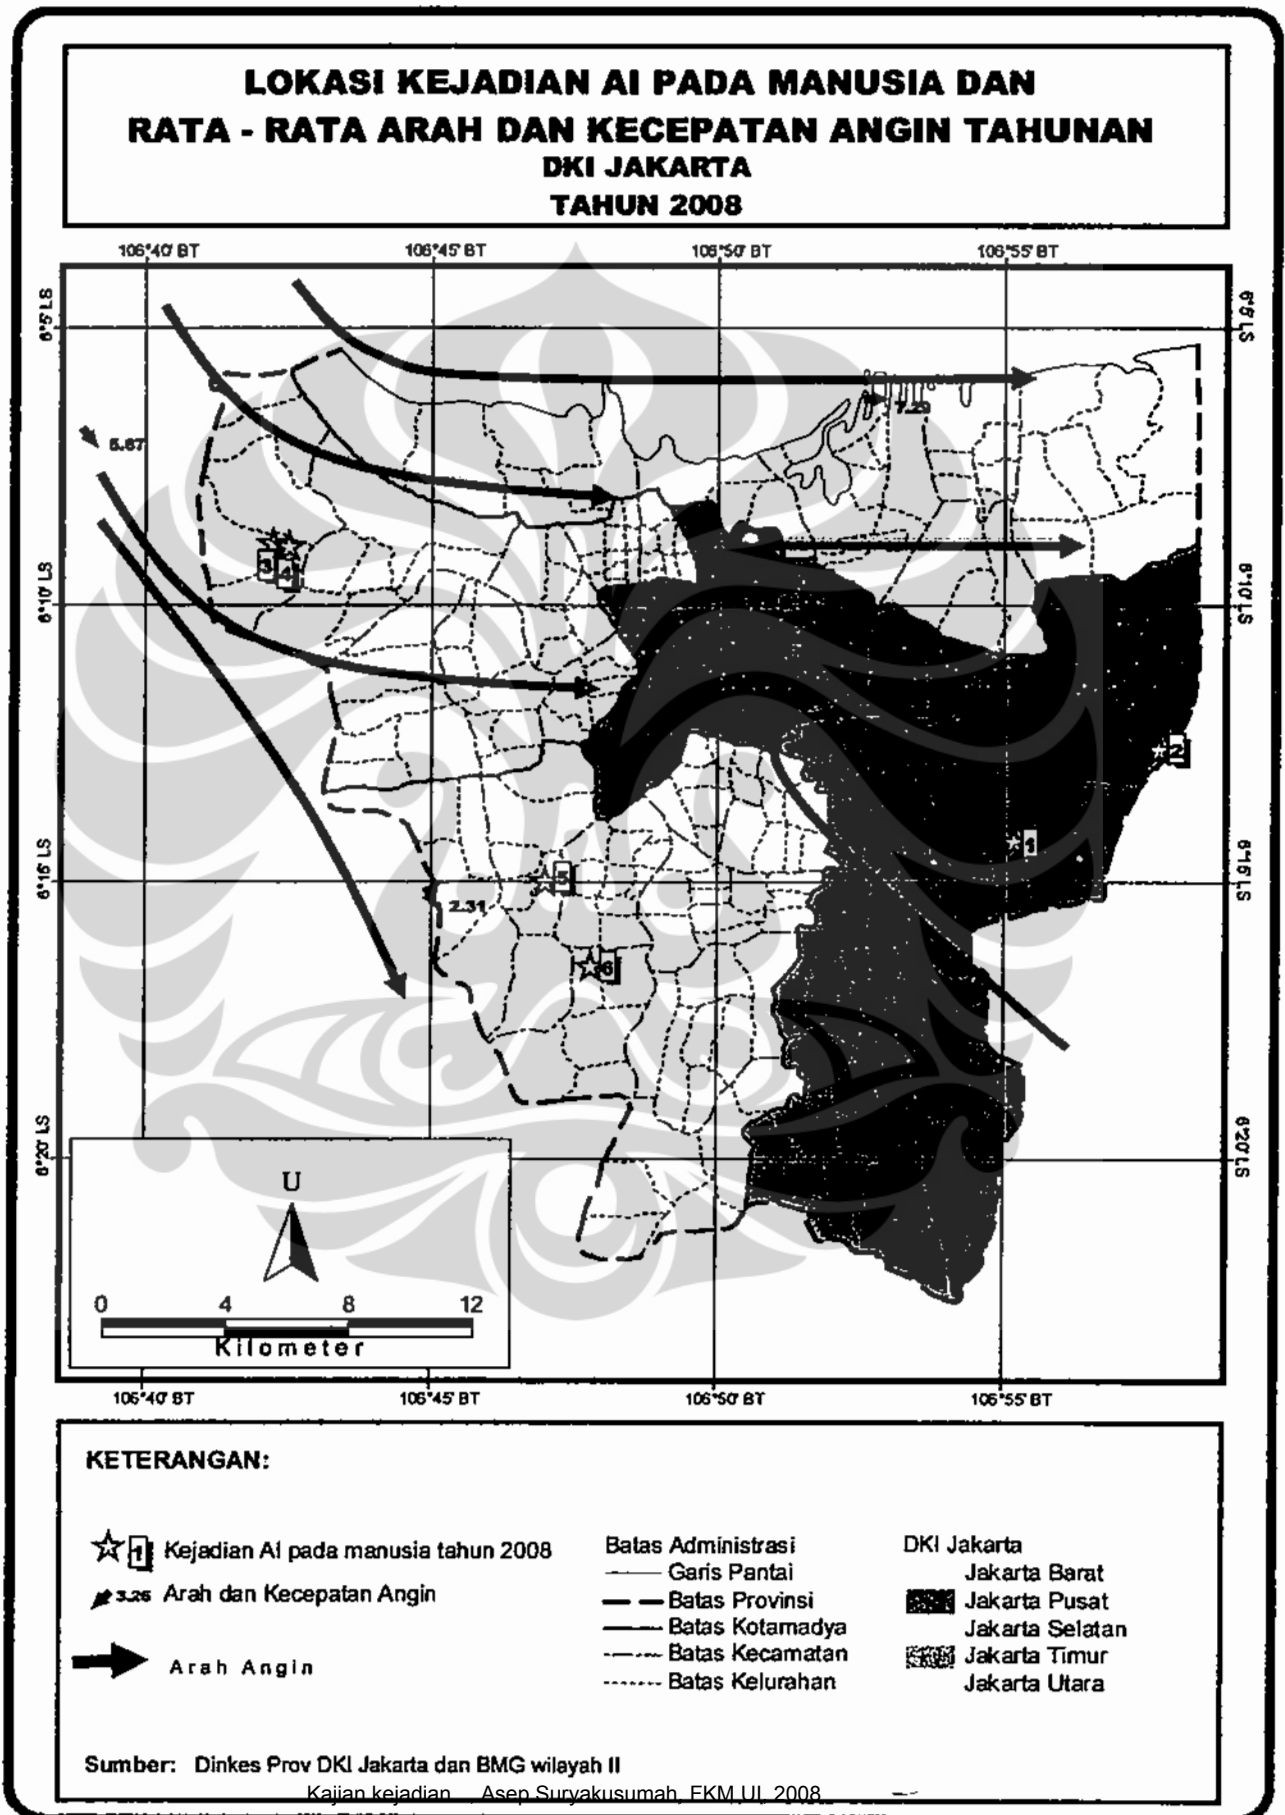 LOKASI KEJADIAN AI PADA MANUSIA DAN
RATA - RATA ARAH DAN KECEPATAN ANGIN TAHUNAN
DKI JAKARTA
TAHUN 2008
106°40' BT 106°45' BT 106°50' BT 106°55' BT
6°5' LS 6°5' LS
7.29
5.67
3
4
6°10' LS 6°10' LS
2
1
5
6°15' LS 6°15' LS
2.31
6
6°20' LS 6°20' LS
U
0 4 8 12
Kilometer
106°40' BT 106°45' BT 106°50' BT 106°55' BT
KETERANGAN:
1 Kejadian AI pada manusia tahun 2008
3.26 Arah dan Kecepatan Angin
Arah Angin
Batas Administrasi
Garis Pantai
Batas Provinsi
Batas Kotamadya
Batas Kecamatan
Batas Kelurahan
DKI Jakarta
Jakarta Barat
Jakarta Pusat
Jakarta Selatan
Jakarta Timur
Jakarta Utara
Sumber: Dinkes Prov DKI Jakarta dan BMG wilayah II
Kajian kejadian..., Asep Suryakusumah, FKM UI, 2008